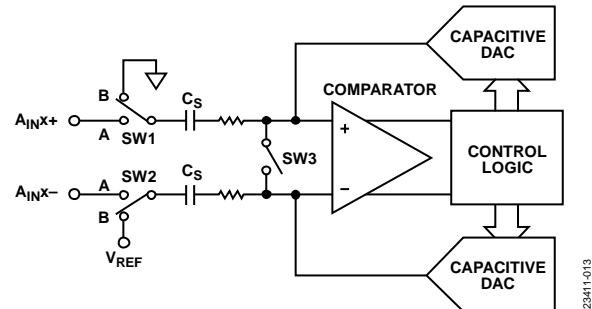 CAPACITIVE
DAC
COMPARATOR
B
CS
AINX+
A
SW1
+
SW3
CONTROL
LOGIC
AINX–
A
SW2
CS
–
B
VREF
CAPACITIVE
DAC
23411-013